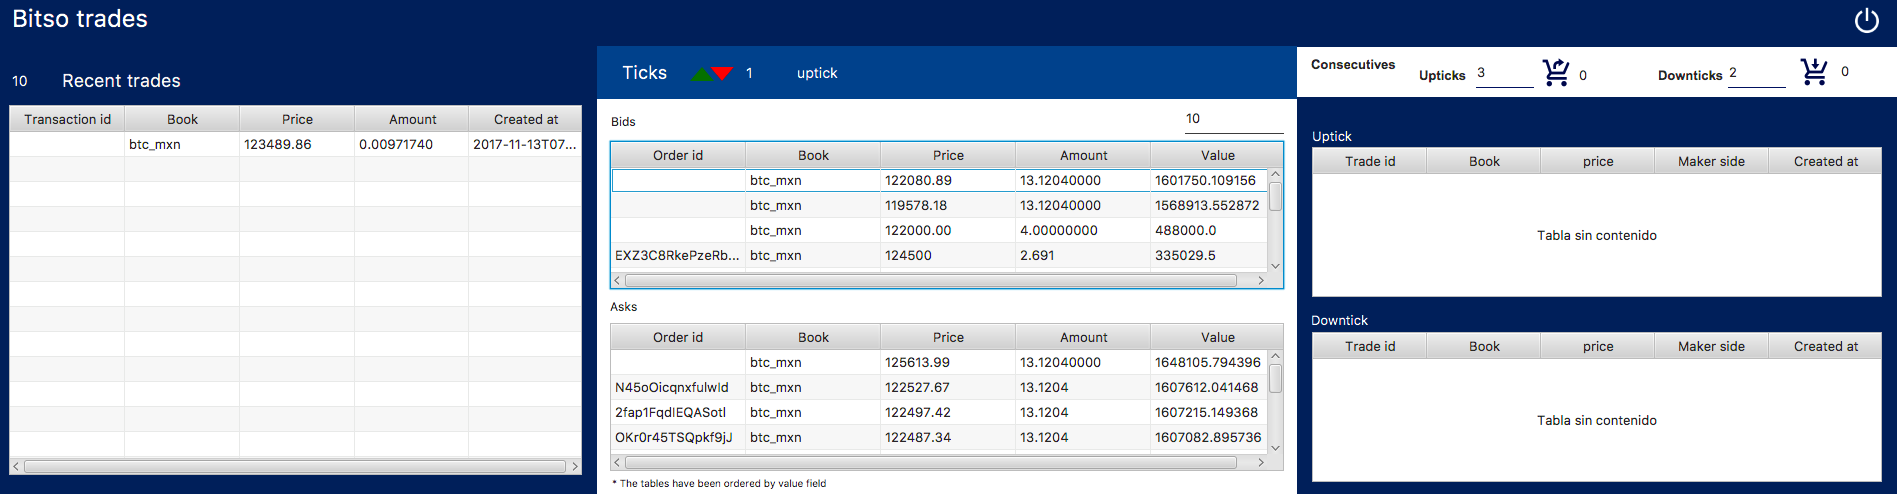 Bitso trades
10 Recent trades
Transaction id Book Price Amount Created at
btc_mxn 123489.86 0.00971740 2017-11-13T07...
Ticks 1 uptick
Bids 10
Order id Book Price Amount Value
btc_mxn 122080.89 13.12040000 1601750.109156
btc_mxn 119578.18 13.12040000 1568913.552872
btc_mxn 122000.00 4.00000000 488000.0
EXZ3C8RkePzeRb... btc_mxn 124500 2.691 335029.5
Asks
Order id Book Price Amount Value
btc_mxn 125613.99 13.12040000 1648105.794396
N45oOicqnxfulwId btc_mxn 122527.67 13.1204 1607612.041468
2fap1FqdIEQASotl btc_mxn 122497.42 13.1204 1607215.149368
OKr0r45TSQpkf9jJ btc_mxn 122487.34 13.1204 1607082.895736
* The tables have been ordered by value field
Consecutives Upticks 3 0 Downticks 2 0
Uptick
Trade id Book price Maker side Created at
Tabla sin contenido
Downtick
Trade id Book price Maker side Created at
Tabla sin contenido